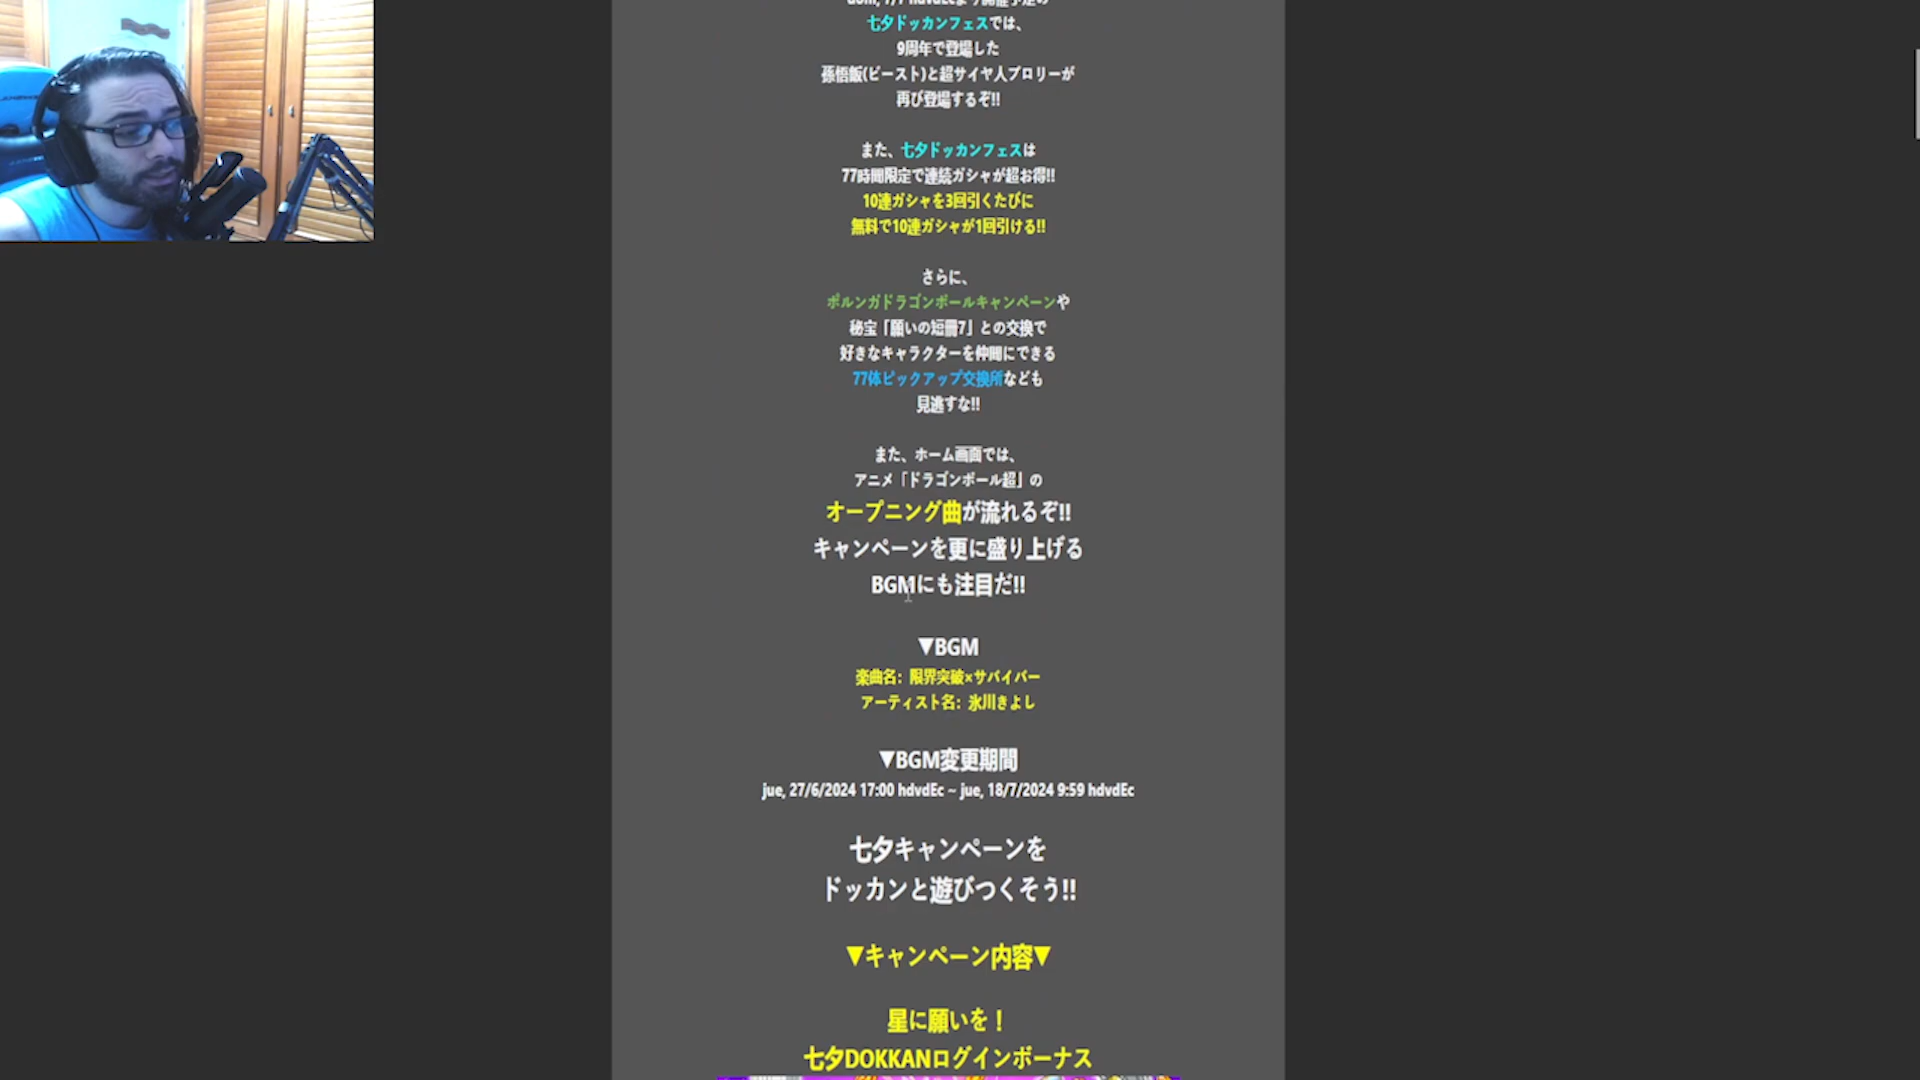 七夕ドッカンフェスでは、
9周年で登場した
孫悟飯(ビースト)と超サイヤ人ブロリーが
再び登場するぞ!!
また、七夕ドッカンフェスは
77時間限定で連続ガシャが超お得!!
10連ガシャを3回引くたびに
無料で10連ガシャが1回引ける!!
さらに、
ポルンガドラゴンボールキャンペーンや
秘宝「願いの短冊7」との交換で
好きなキャラクターを仲間にできる
77体ピックアップ交換所なども
見逃すな!!
また、ホーム画面では、
アニメ「ドラゴンボール超」の
オープニング曲が流れるぞ!!
キャンペーンを更に盛り上げる
BGMにも注目だ!!
▼BGM
楽曲名：限界突破×サバイバー
アーティスト名：氷川きよし
▼BGM変更期間
jue, 27/6/2024 17:00 hdvdEc ~ jue, 18/7/2024 9:59 hdvdEc
七夕キャンペーンを
ドッカンと遊びつくそう!!
▼キャンペーン内容▼
星に願いを！
七夕DOKKANログインボーナス